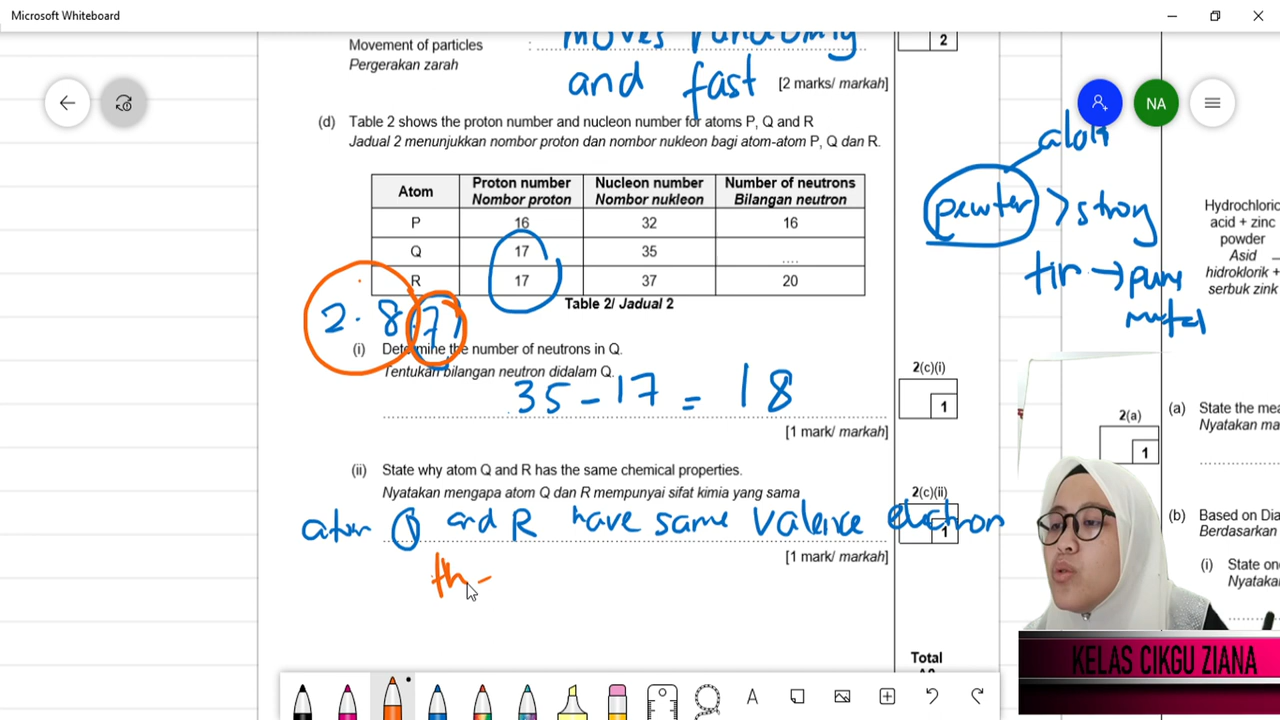 Microsoft Whiteboard
Movement of particles
Pergerakan zarah
:
moves randomly
and fast
[2 marks/ markah]
2
NA
(d) Table 2 shows the proton number and nucleon number for atoms P, Q and R
Jadual 2 menunjukkan nombor proton dan nombor nukleon bagi atom-atom P, Q dan R.
Atom Proton number Nucleon number Number of neutrons
Nombor proton Nombor nukleon Bilangan neutron
P 16 32 16
Q 17 35 ....
R 17 37 20
Table 2/ Jadual 2
2.8.7
(i) Determine the number of neutrons in Q.
Tentukan bilangan neutron didalam Q.
35 - 17 = 18
[1 mark/ markah]
2(c)(i)
1
(ii) State why atom Q and R has the same chemical properties.
Nyatakan mengapa atom Q dan R mempunyai sifat kimia yang sama
2(c)(ii)
1
atom Q and R have same valence electron
[1 mark/ markah]
th
Total
pewter > strong
tin → pure
metal
Hydrochloric
acid + zinc
powder
Asid
hidroklorik +
serbuk zink
2(a)
1
(a) State the mea
Nyatakan ma
(b) Based on Dia
Berdasarkan
(i) State on
Nyataka
KELAS CIKGU ZIANA
A